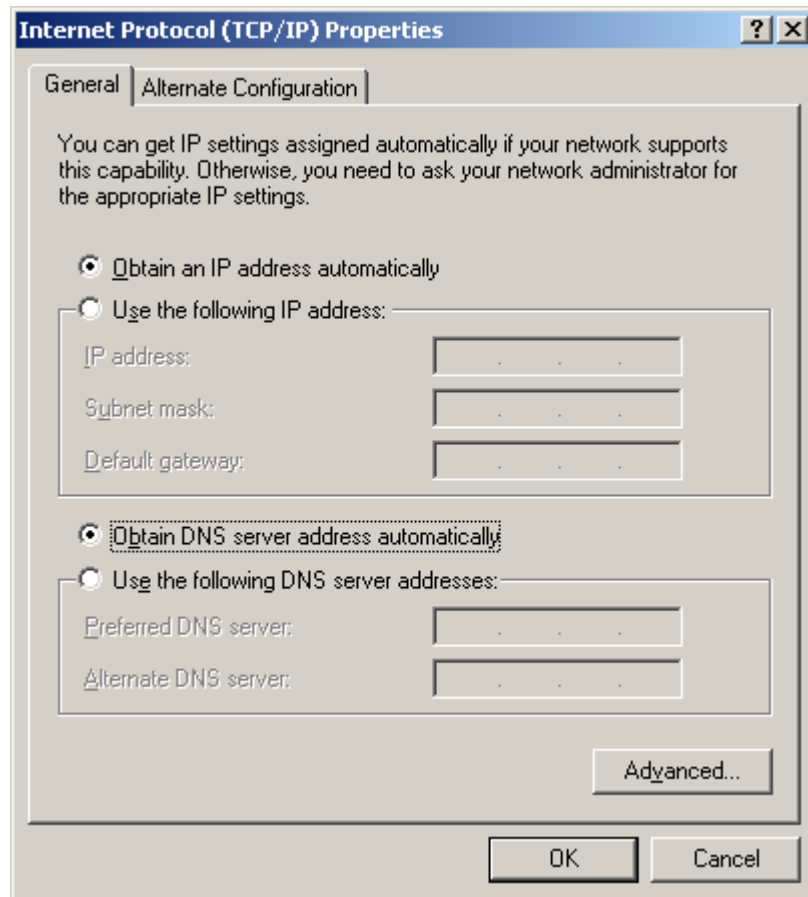 Internet Protocol (TCP/IP) Properties
General
Alternate Configuration
You can get IP settings assigned automatically if your network supports
this capability. Otherwise, you need to ask your network administrator for
the appropriate IP settings.
Obtain an IP address automatically
Use the following IP address:
IP address:
Subnet mask:
Default gateway:
Obtain DNS server address automatically
Use the following DNS server addresses:
Preferred DNS server:
Alternate DNS server:
Advanced...
OK
Cancel